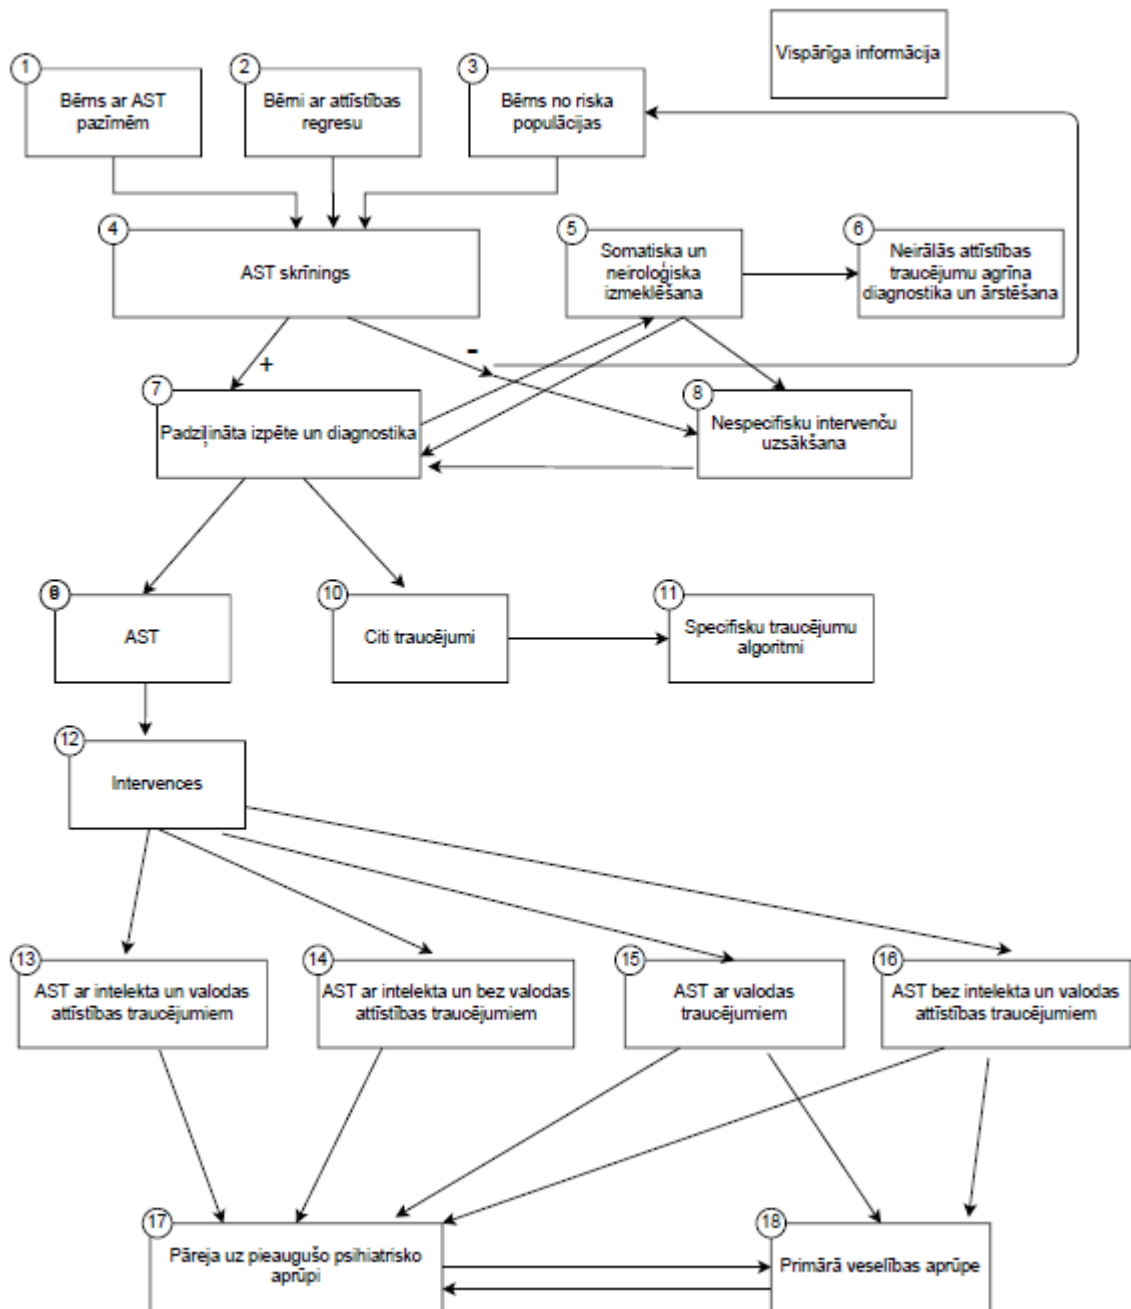 Vispārīga informācija
1
Bērns ar AST
pazīmēm
2
Bērni ar attīstības
regresu
3
Bērns no riska
populācijas
4
AST skrīnings
5
Somatiska un
neiroloģiska
izmeklēšana
6
Neirālās attīstības
traucējumu agrīna
diagnostika un ārstēšana
+
-
7
Padziļināta izpēte un diagnostika
8
Nespecifisku intervenču
uzsākšana
AST
10
Citi traucējumi
11
Specifisku traucējumu
algoritmi
12
Intervences
13
AST ar intelekta un valodas
attīstības traucējumiem
14
AST ar intelekta un bez valodas
attīstības traucējumiem
15
AST ar valodas
traucējumiem
16
AST bez intelekta un valodas
attīstības traucējumiem
17
Pāreja uz pieaugušo psihiatrisko
aprūpi
18
Primārā veselības aprūpe